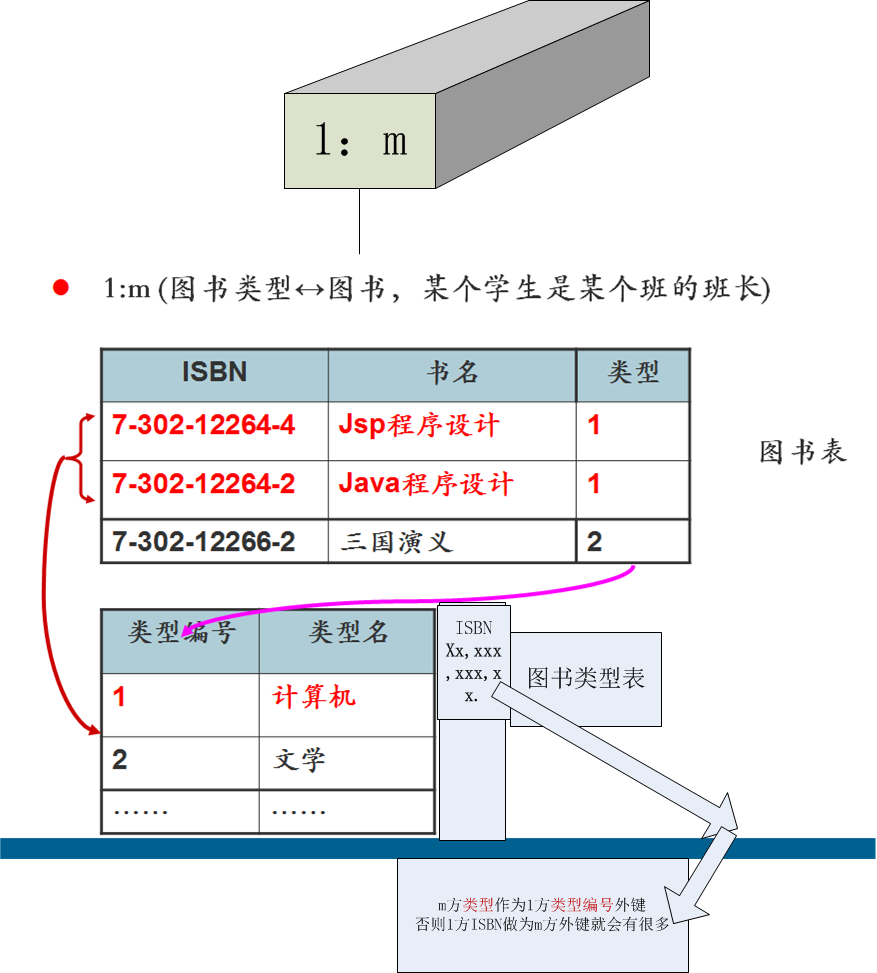 1：m
1:m (图书类型↔图书，某个学生是某个班的班长)
ISBN 书名 类型
7-302-12264-4 Jsp程序设计 1
7-302-12264-2 Java程序设计 1
7-302-12266-2 三国演义 2
图书表
类型编号 类型名
1 计算机
2 文学
…… ……
ISBN
Xx,xxx
,xxx,x
x.
图书类型表
m方类型作为1方类型编号外键
否则1方ISBN做为m方外键就会有很多